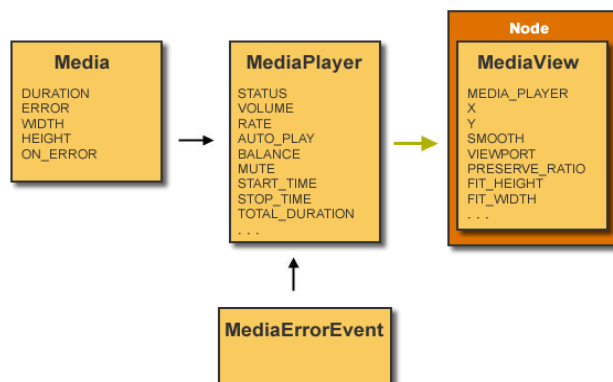 Media
DURATION
ERROR
WIDTH
HEIGHT
ON_ERROR
MediaPlayer
STATUS
VOLUME
RATE
AUTO_PLAY
BALANCE
MUTE
START_TIME
STOP_TIME
TOTAL_DURATION
. . .
Node
MediaView
MEDIA_PLAYER
X
Y
SMOOTH
VIEWPORT
PRESERVE_RATIO
FIT_HEIGHT
FIT_WIDTH
. . .
MediaErrorEvent